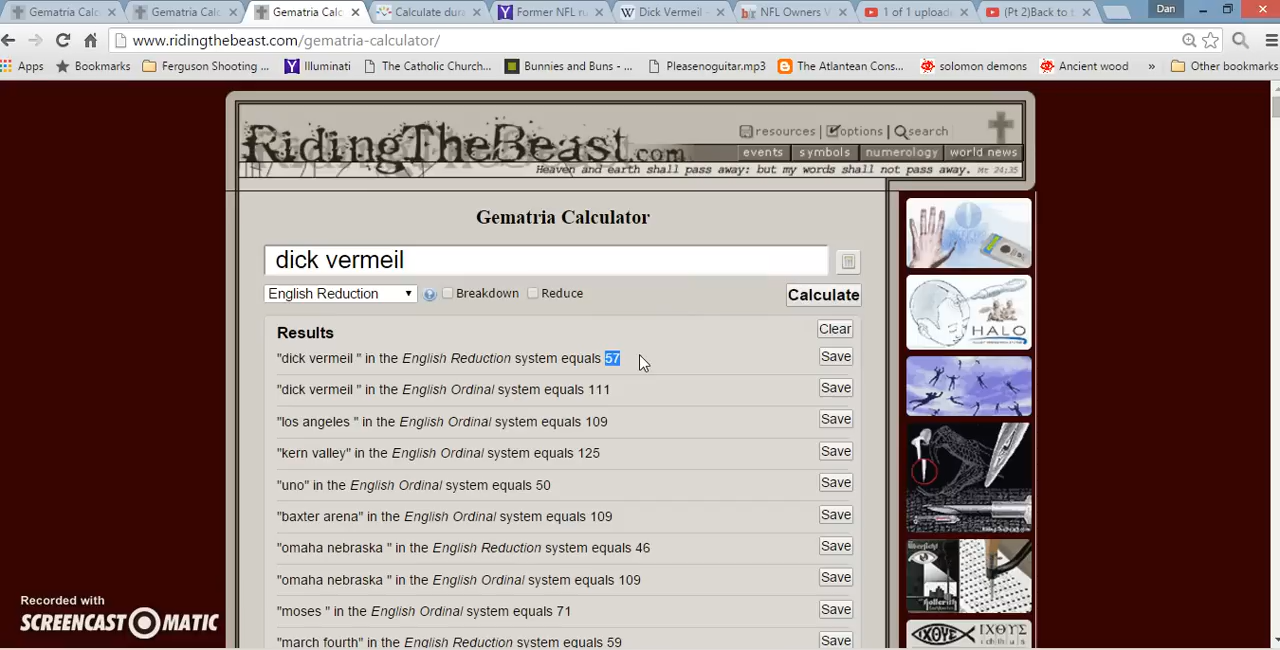 Gematria Calc
Gematria Calc
Gematria Calc
Calculate dura
Former NFL ru
Dick Vermeil –
NFL Owners V
1 of 1 upload
(Pt 2)Back to t
Dan
www.ridingthebeast.com/gematria-calculator/
Apps
Bookmarks
Ferguson Shooting ...
Illuminati
The Catholic Church...
Bunnies and Buns - ...
Pleasenoguitar.mp3
The Atlantean Cons...
solomon demons
Ancient wood
»
Other bookmarks
RidingTheBeast.com
resources | options | search
events symbols numerology world news
Heaven and earth shall pass away: but my words shall not pass away. Mt 24:35
Gematria Calculator
dick vermeil
English Reduction
Breakdown
Reduce
Calculate
Results
Clear
"dick vermeil " in the English Reduction system equals 57
Save
"dick vermeil " in the English Ordinal system equals 111
Save
"los angeles " in the English Ordinal system equals 109
Save
"kern valley" in the English Ordinal system equals 125
Save
"uno" in the English Ordinal system equals 50
Save
"baxter arena" in the English Ordinal system equals 109
Save
"omaha nebraska " in the English Reduction system equals 46
Save
"omaha nebraska " in the English Ordinal system equals 109
Save
"moses " in the English Ordinal system equals 71
Save
"march fourth" in the English Reduction system equals 59
Save
HALO
ΙΧΘΥΣ
Recorded with
SCREENCAST-O-MATIC